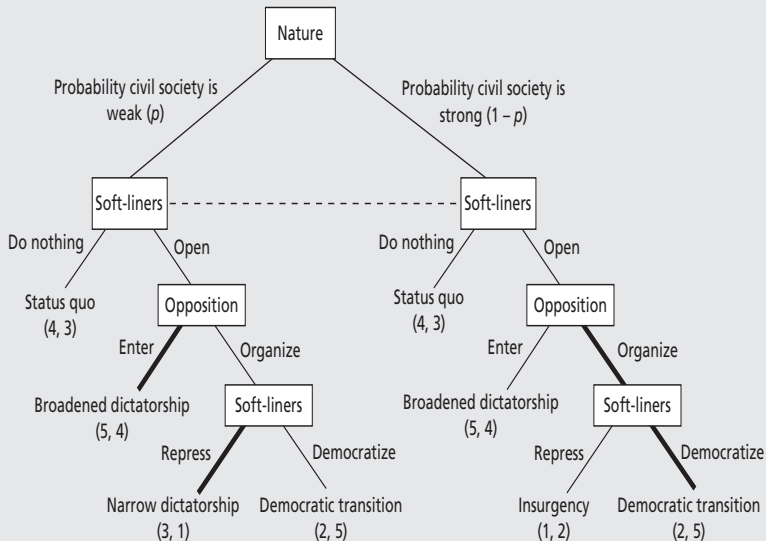 Nature
Probability civil society is
weak (p)
Probability civil society is
strong (1 – p)
Soft-liners
Soft-liners
Do nothing
Open
Do nothing
Open
Status quo
(4, 3)
Opposition
Status quo
(4, 3)
Opposition
Enter
Organize
Enter
Organize
Broadened dictatorship
(5, 4)
Soft-liners
Broadened dictatorship
(5, 4)
Soft-liners
Repress
Democratize
Repress
Democratize
Narrow dictatorship
(3, 1)
Democratic transition
(2, 5)
Insurgency
(1, 2)
Democratic transition
(2, 5)